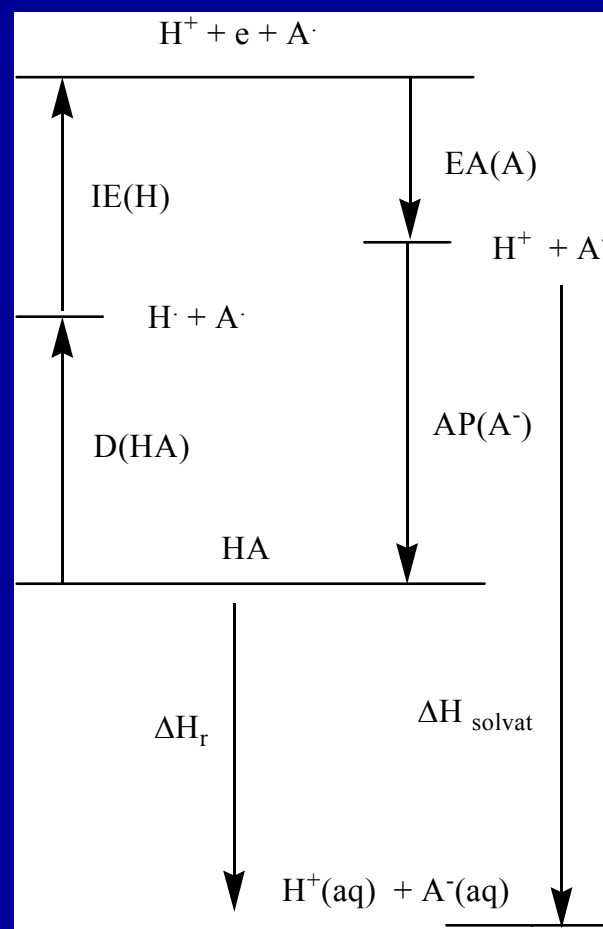 H⁺ + e + A·
EA(A)
IE(H)
H⁺ + A⁻
H· + A·
AP(A⁻)
D(HA)
HA
ΔHᵣ
ΔH solvat
H⁺(aq) + A⁻(aq)